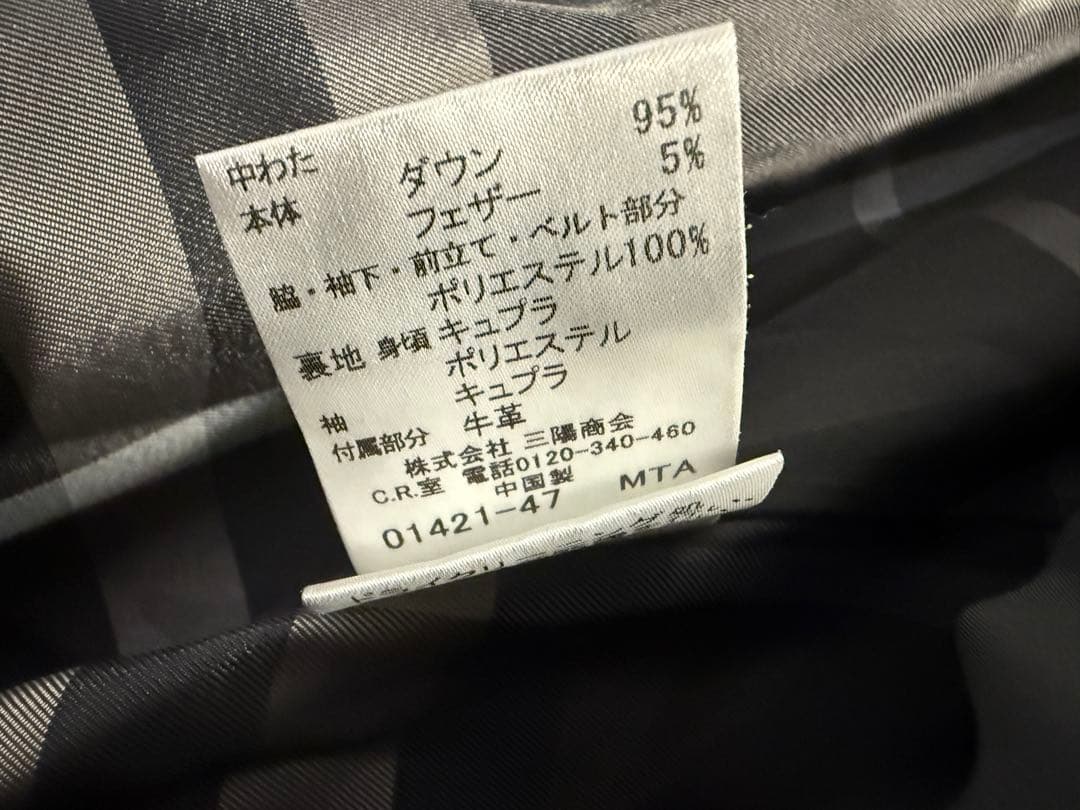 中わた ダウン 95%
本体 フェザー 5%
脇・袖下・前立て・ベルト部分
ポリエステル100%
裏地 身頃 キュプラ
ポリエステル
袖 キュプラ
付属部分 牛革
株式会社 三陽商会
C.R.室 電話0120-340-460
中国製
01421-47 MTA